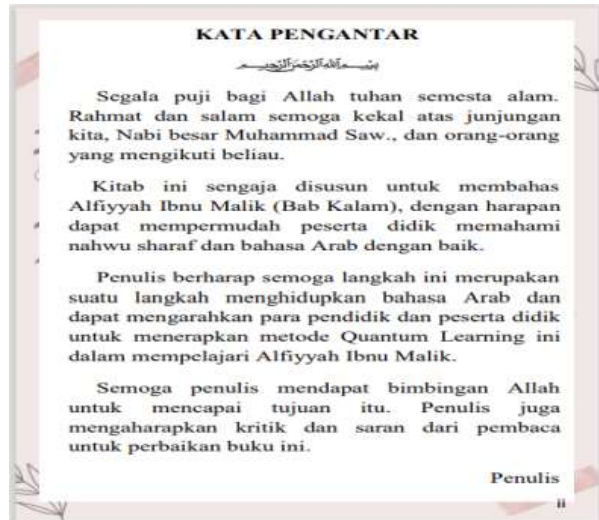 KATA PENGANTAR
بِسْمِ اللَّهِ الرَّحْمَنِ الرَّحِيمِ
Segala puji bagi Allah tuhan semesta alam.
Rahmat dan salam semoga kekal atas junjungan
kita, Nabi besar Muhammad Saw., dan orang-orang
yang mengikuti beliau.
Kitab ini sengaja disusun untuk membahas
Alfiyyah Ibnu Malik (Bab Kalam), dengan harapan
dapat mempermudah peserta didik memahami
nahwu sharaf dan bahasa Arab dengan baik.
Penulis berharap semoga langkah ini merupakan
suatu langkah menghidupkan bahasa Arab dan
dapat mengarahkan para pendidik dan peserta didik
untuk menerapkan metode Quantum Learning ini
dalam mempelajari Alfiyyah Ibnu Malik.
Semoga penulis mendapat bimbingan Allah
untuk mencapai tujuan itu. Penulis juga
mengaharapkan kritik dan saran dari pembaca
untuk perbaikan buku ini.
Penulis
ii